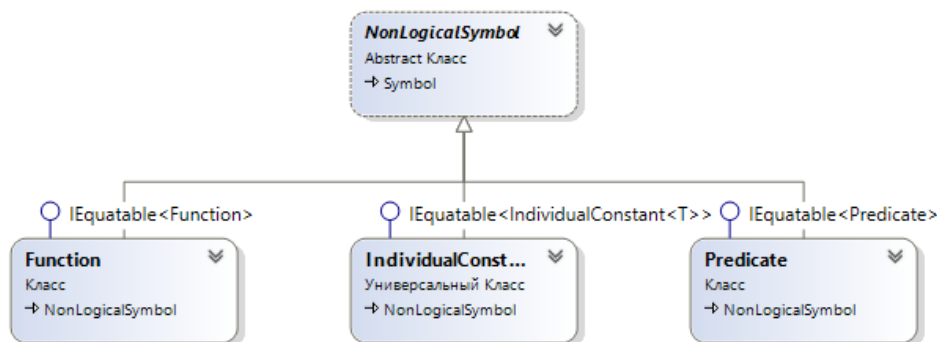 NonLogicalSymbol
Abstract Класс
Symbol
IEquatable<Function>
IEquatable<IndividualConstant<T>>
IEquatable<Predicate>
Function
Класс
NonLogicalSymbol
IndividualConst...
Универсальный Класс
NonLogicalSymbol
Predicate
Класс
NonLogicalSymbol